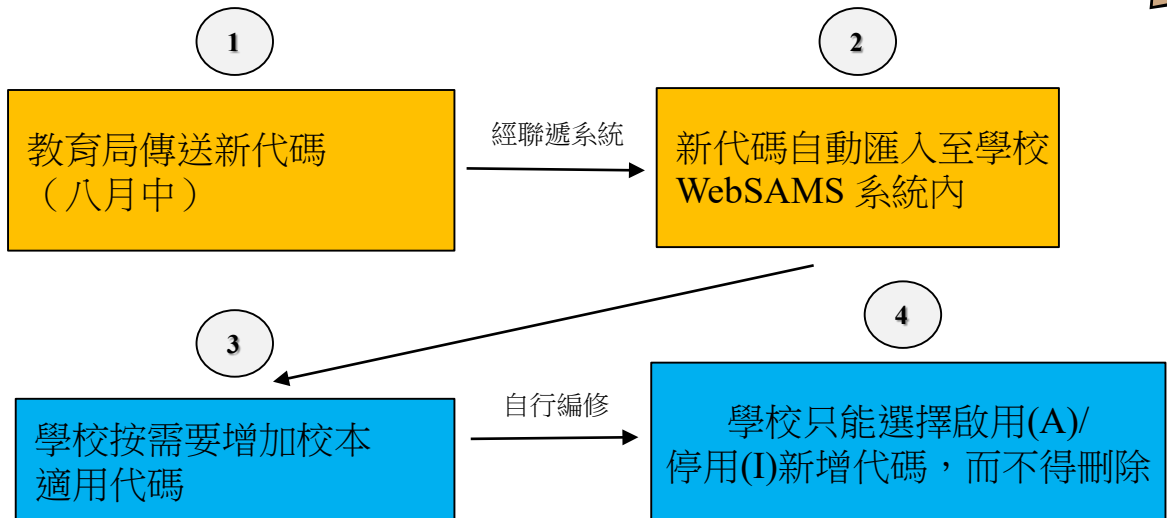 1
教育局傳送新代碼
（八月中）
經聯遞系統
2
新代碼自動匯入至學校
WebSAMS 系統內
3
學校按需要增加校本
適用代碼
自行編修
4
學校只能選擇啟用(A)/
停用(I)新增代碼，而不得刪除